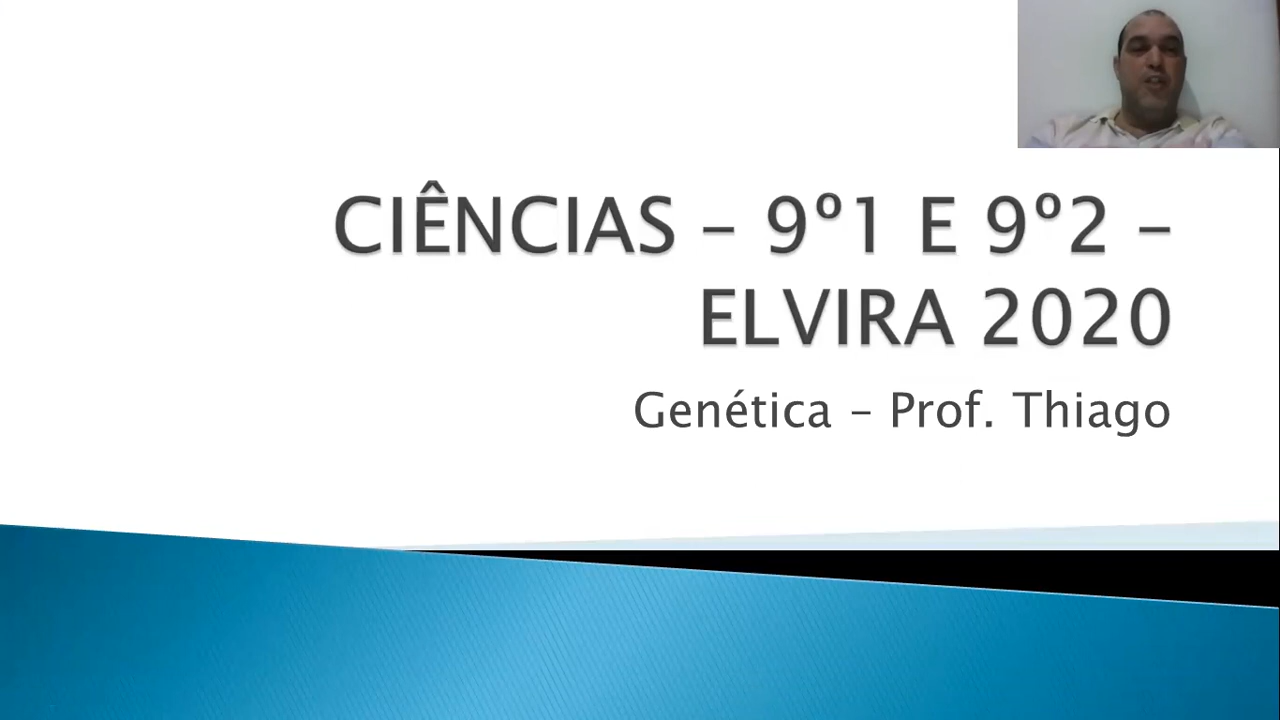 CIÊNCIAS – 9º1 E 9º2 –
ELVIRA 2020
Genética – Prof. Thiago